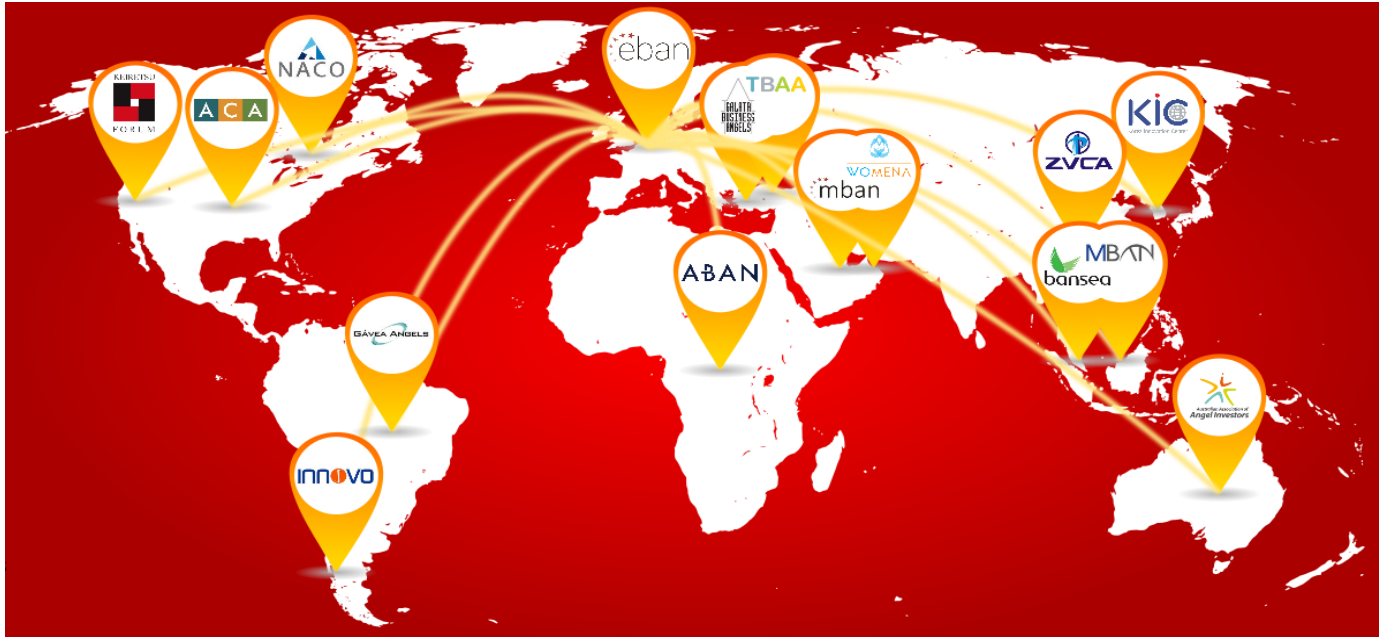 eban
NACO
KEIRETSU
FORUM
ACA
TBAA
GALATA
BUSINESS
ANGELS
KIC
ZVCA
WOMENA
mban
ABAN
MBAN
bansea
GÁVEA ANGELS
Australian Association of
Angel Investors
INNOVO